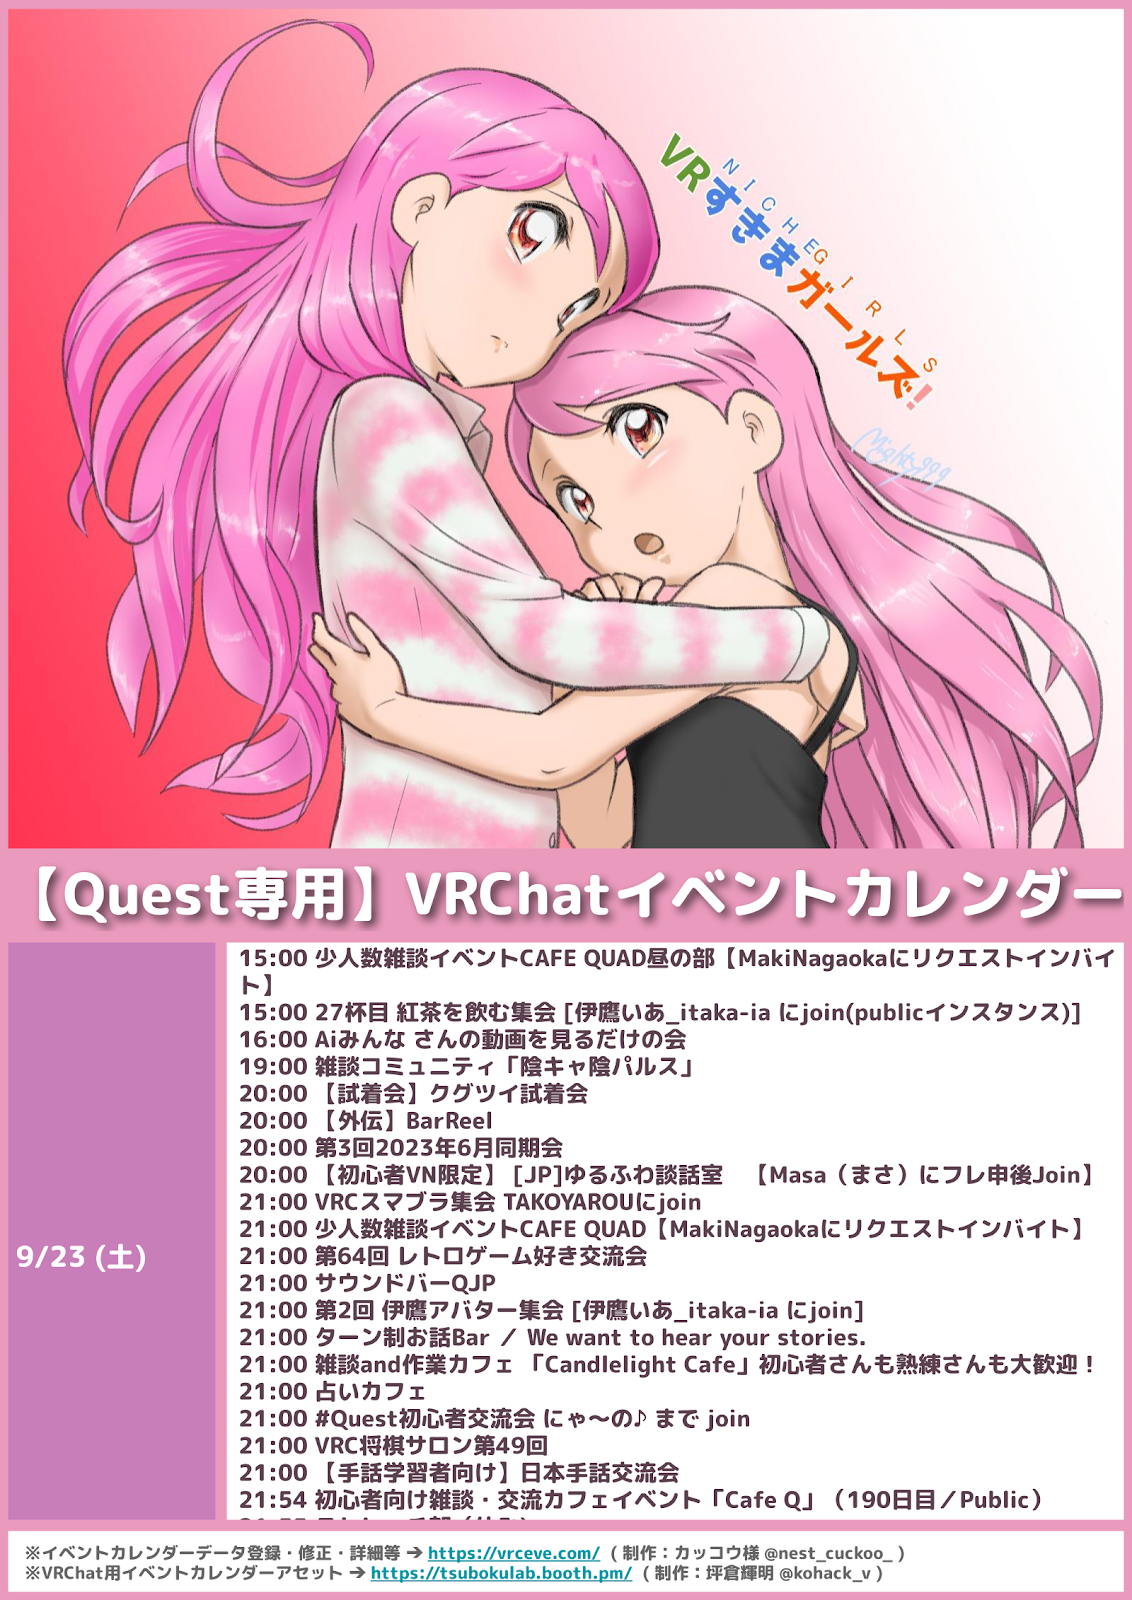 NICHE GIRLS
VRすきまガールズ!
Mighty999
【Quest専用】VRChatイベントカレンダー
9/23 (土)
15:00 少人数雑談イベントCAFE QUAD昼の部【MakiNagaokaにリクエストインバイ
ト】
15:00 27杯目 紅茶を飲む集会 [伊鷹いあ_itaka-ia にjoin(publicインスタンス)]
16:00 Aiみんな さんの動画を見るだけの会
19:00 雑談コミュニティ「陰キャ陰パルス」
20:00 【試着会】クグツイ試着会
20:00 【外伝】BarReel
20:00 第3回2023年6月同期会
20:00 【初心者VN限定】 [JP]ゆるふわ談話室　【Masa（まさ）にフレ申後Join】
21:00 VRCスマブラ集会 TAKOYAROUにjoin
21:00 少人数雑談イベントCAFE QUAD【MakiNagaokaにリクエストインバイト】
21:00 第64回 レトロゲーム好き交流会
21:00 サウンドバーQJP
21:00 第2回 伊鷹アバター集会 [伊鷹いあ_itaka-ia にjoin]
21:00 ターン制お話Bar ／ We want to hear your stories.
21:00 雑談and作業カフェ 「Candlelight Cafe」初心者さんも熟練さんも大歓迎！
21:00 占いカフェ
21:00 #Quest初心者交流会 にゃ～の♪ まで join
21:00 VRC将棋サロン第49回
21:00 【手話学習者向け】日本手話交流会
21:54 初心者向け雑談・交流カフェイベント「Cafe Q」（190日目／Public）
※イベントカレンダーデータ登録・修正・詳細等 ➔ https://vrceve.com/ ( 制作：カッコウ様 @nest_cuckoo_ )
※VRChat用イベントカレンダーアセット ➔ https://tsubokulab.booth.pm/ ( 制作：坪倉輝明 @kohack_v )